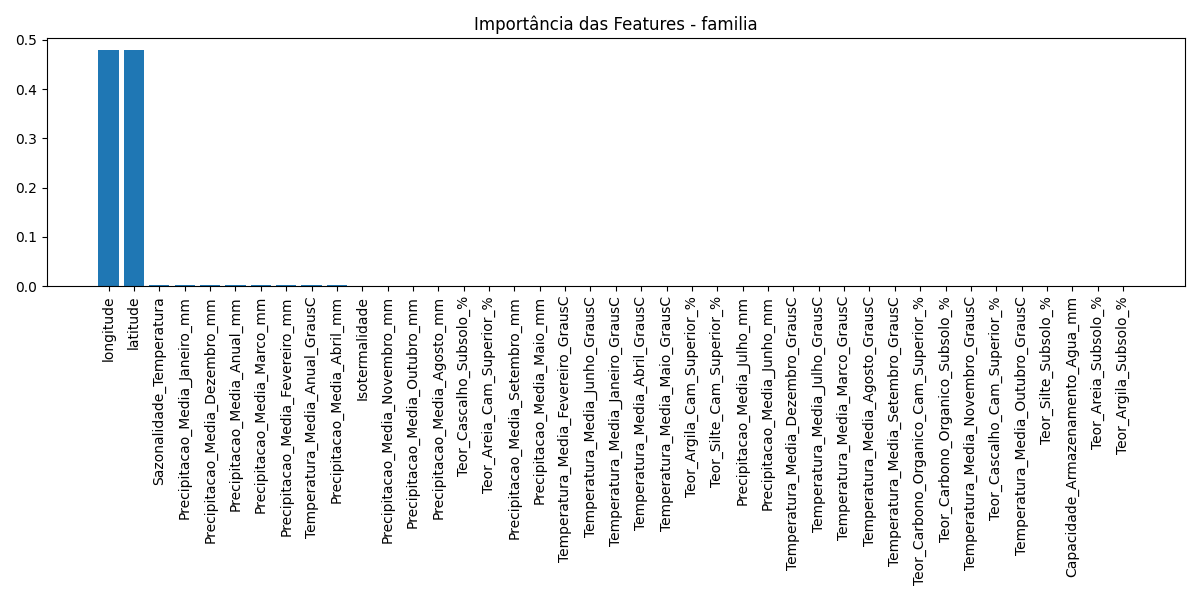 Importância das Features - familia
0.5
0.4
0.3
0.2
0.1
0.0
longitude
latitude
Sazonalidade_Temperatura
Precipitacao_Media_Janeiro_mm
Precipitacao_Media_Dezembro_mm
Precipitacao_Media_Anual_mm
Precipitacao_Media_Marco_mm
Precipitacao_Media_Fevereiro_mm
Temperatura_Media_Anual_GrausC
Precipitacao_Media_Abril_mm
Isotermalidade
Precipitacao_Media_Novembro_mm
Precipitacao_Media_Outubro_mm
Precipitacao_Media_Agosto_mm
Teor_Cascalho_Subsolo_%
Teor_Areia_Cam_Superior_%
Precipitacao_Media_Setembro_mm
Precipitacao_Media_Maio_mm
Temperatura_Media_Fevereiro_GrausC
Temperatura_Media_Junho_GrausC
Temperatura_Media_Janeiro_GrausC
Temperatura_Media_Abril_GrausC
Temperatura_Media_Maio_GrausC
Teor_Argila_Cam_Superior_%
Teor_Silte_Cam_Superior_%
Precipitacao_Media_Julho_mm
Precipitacao_Media_Junho_mm
Temperatura_Media_Dezembro_GrausC
Temperatura_Media_Julho_GrausC
Temperatura_Media_Marco_GrausC
Temperatura_Media_Agosto_GrausC
Temperatura_Media_Setembro_GrausC
Teor_Carbono_Organico_Cam_Superior_%
Teor_Carbono_Organico_Subsolo_%
Temperatura_Media_Novembro_GrausC
Teor_Cascalho_Cam_Superior_%
Temperatura_Media_Outubro_GrausC
Teor_Silte_Subsolo_%
Capacidade_Armazenamento_Agua_mm
Teor_Areia_Subsolo_%
Teor_Argila_Subsolo_%